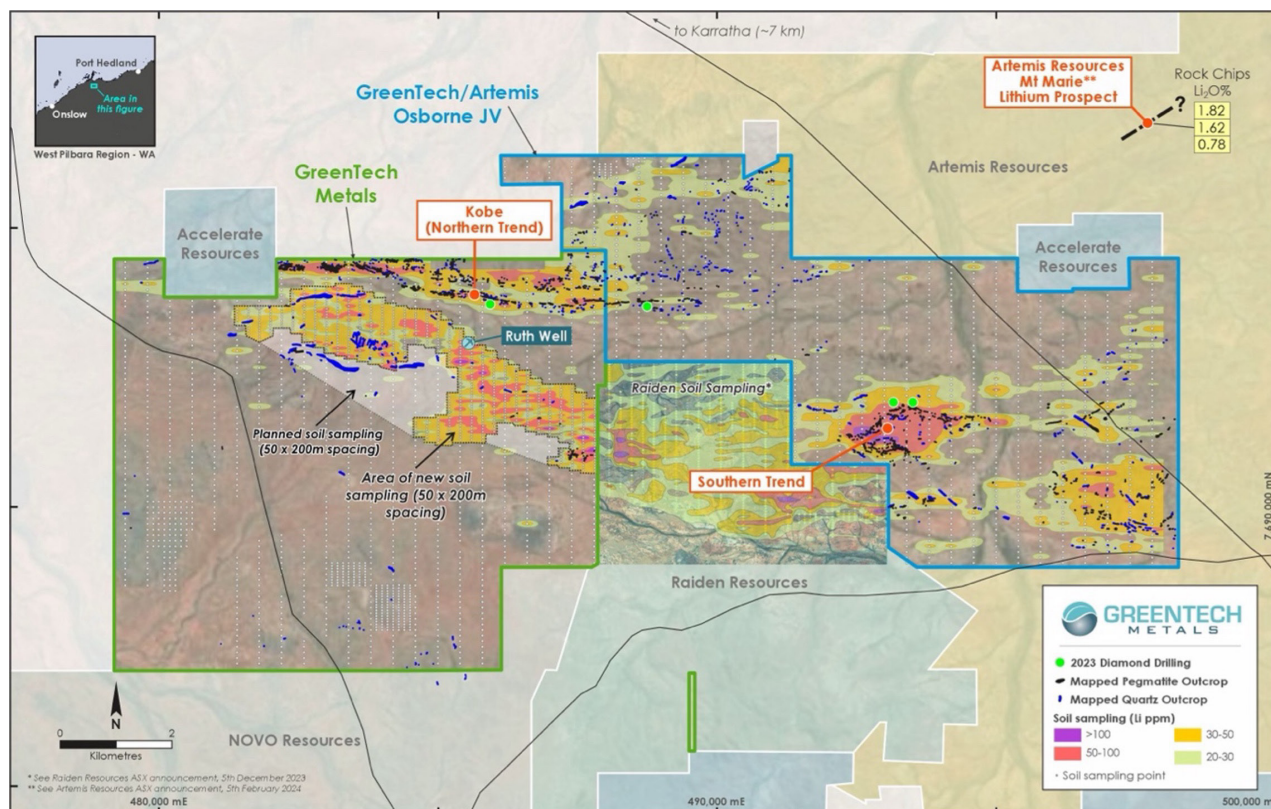 to Karratha (~7 km)
Port Hedland
Area in
this figure
Onslow
West Pilbara Region - WA
GreenTech/Artemis
Osborne JV
Artemis Resources
Mt Marie**
Lithium Prospect
?
Rock Chips
Li₂O%
1.82
1.62
0.78
Artemis Resources
GreenTech
Metals
Kobe
(Northern Trend)
Accelerate
Resources
Accelerate
Resources
Ruth Well
Raiden Soil Sampling*
Planned soil sampling
(50 x 200m spacing)
Area of new soil
sampling (50 x 200m
spacing)
Southern Trend
7,690,000 mN
Raiden Resources
NOVO Resources
N
0
2
Kilometres
* See Raiden Resources ASX announcement, 5th December 2023
** See Artemis Resources ASX announcement, 5th February 2024
GREENTECH
METALS
2023 Diamond Drilling
Mapped Pegmatite Outcrop
Mapped Quartz Outcrop
Soil sampling (Li ppm)
>100
30-50
50-100
20-30
Soil sampling point
480,000 mE
490,000 mE
500,000 m